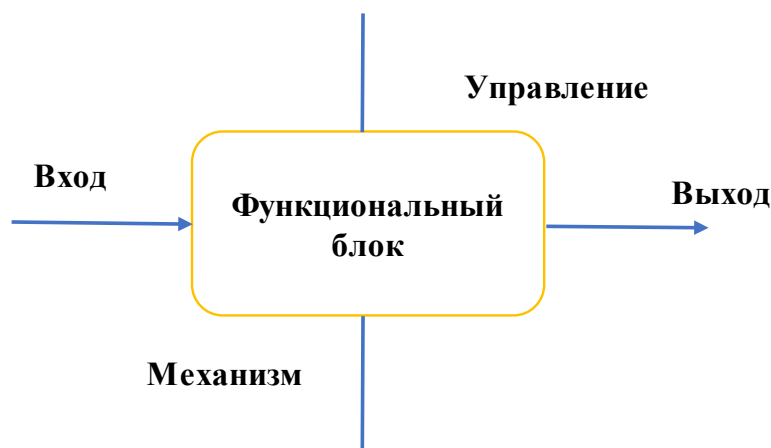 Управление
Вход
Функциональный
блок
Выход
Механизм